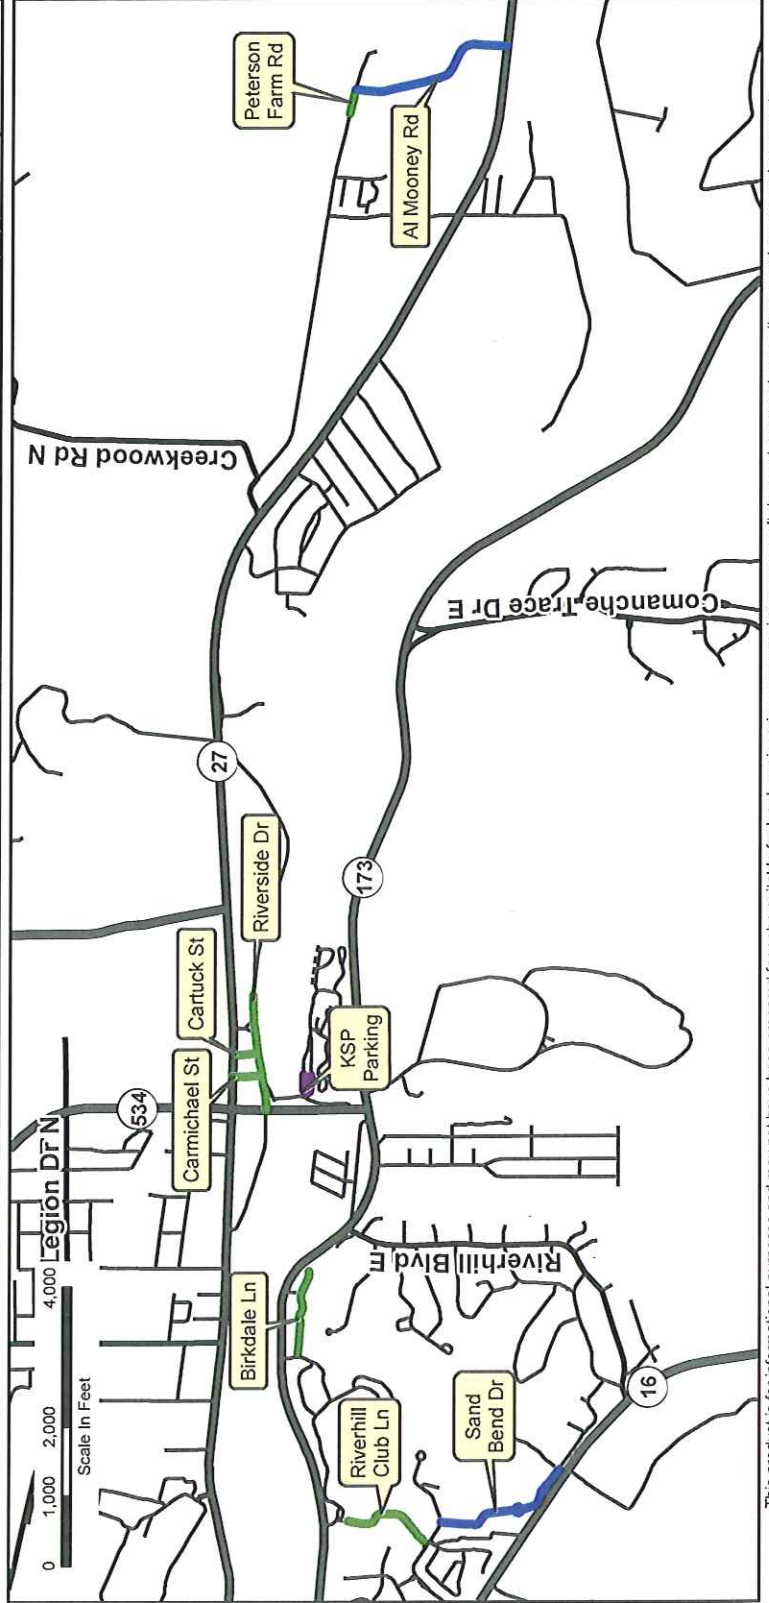 Peterson
Farm Rd
Al Mooney Rd
Creekwood Rd N
Comanche Trace Dr E
27
173
Riverside Dr
Cartuck St
Carmichael St
KSP
Parking
534
Legion Dr N
Riverhill Blvd E
Birkdale Ln
Riverhill
Club Ln
Sand
Bend Dr
16
0 1,000 2,000 4,000
Scale In Feet